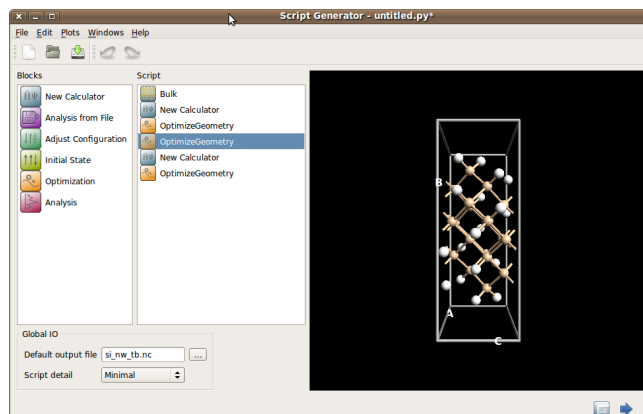 Script Generator - untitled.py*
File Edit Plots Windows Help
Blocks
Script
New Calculator
Analysis from File
Adjust Configuration
Initial State
Optimization
Analysis
Bulk
New Calculator
OptimizeGeometry
OptimizeGeometry
New Calculator
OptimizeGeometry
B
A
C
Global IO
Default output file si_nw_tb.nc ...
Script detail Minimal